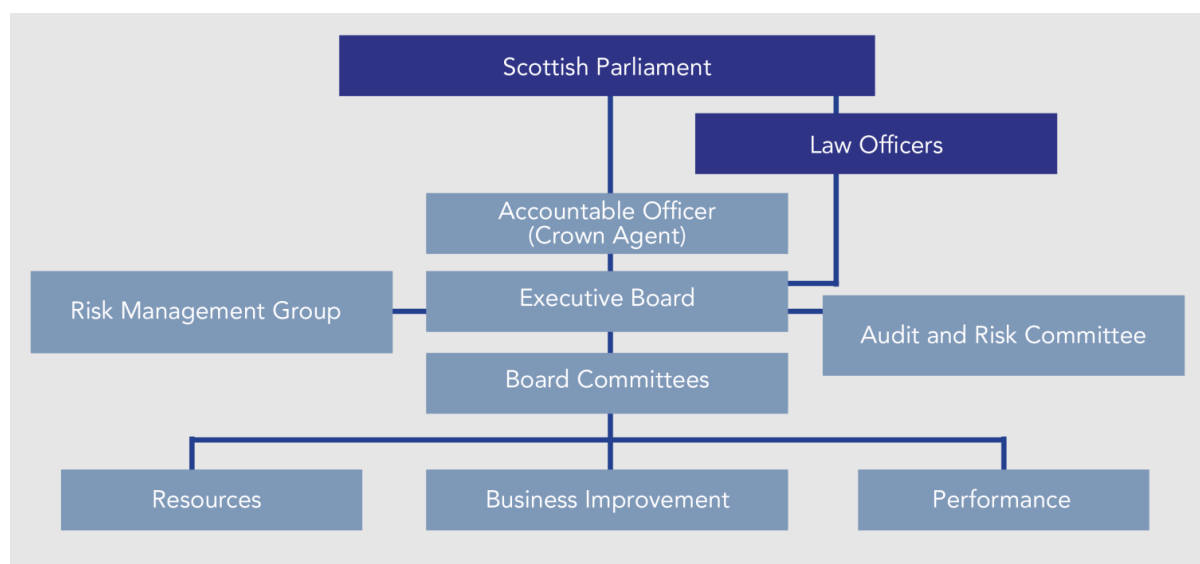 Scottish Parliament
Law Officers
Accountable Officer
(Crown Agent)
Executive Board
Risk Management Group
Audit and Risk Committee
Board Committees
Resources
Business Improvement
Performance